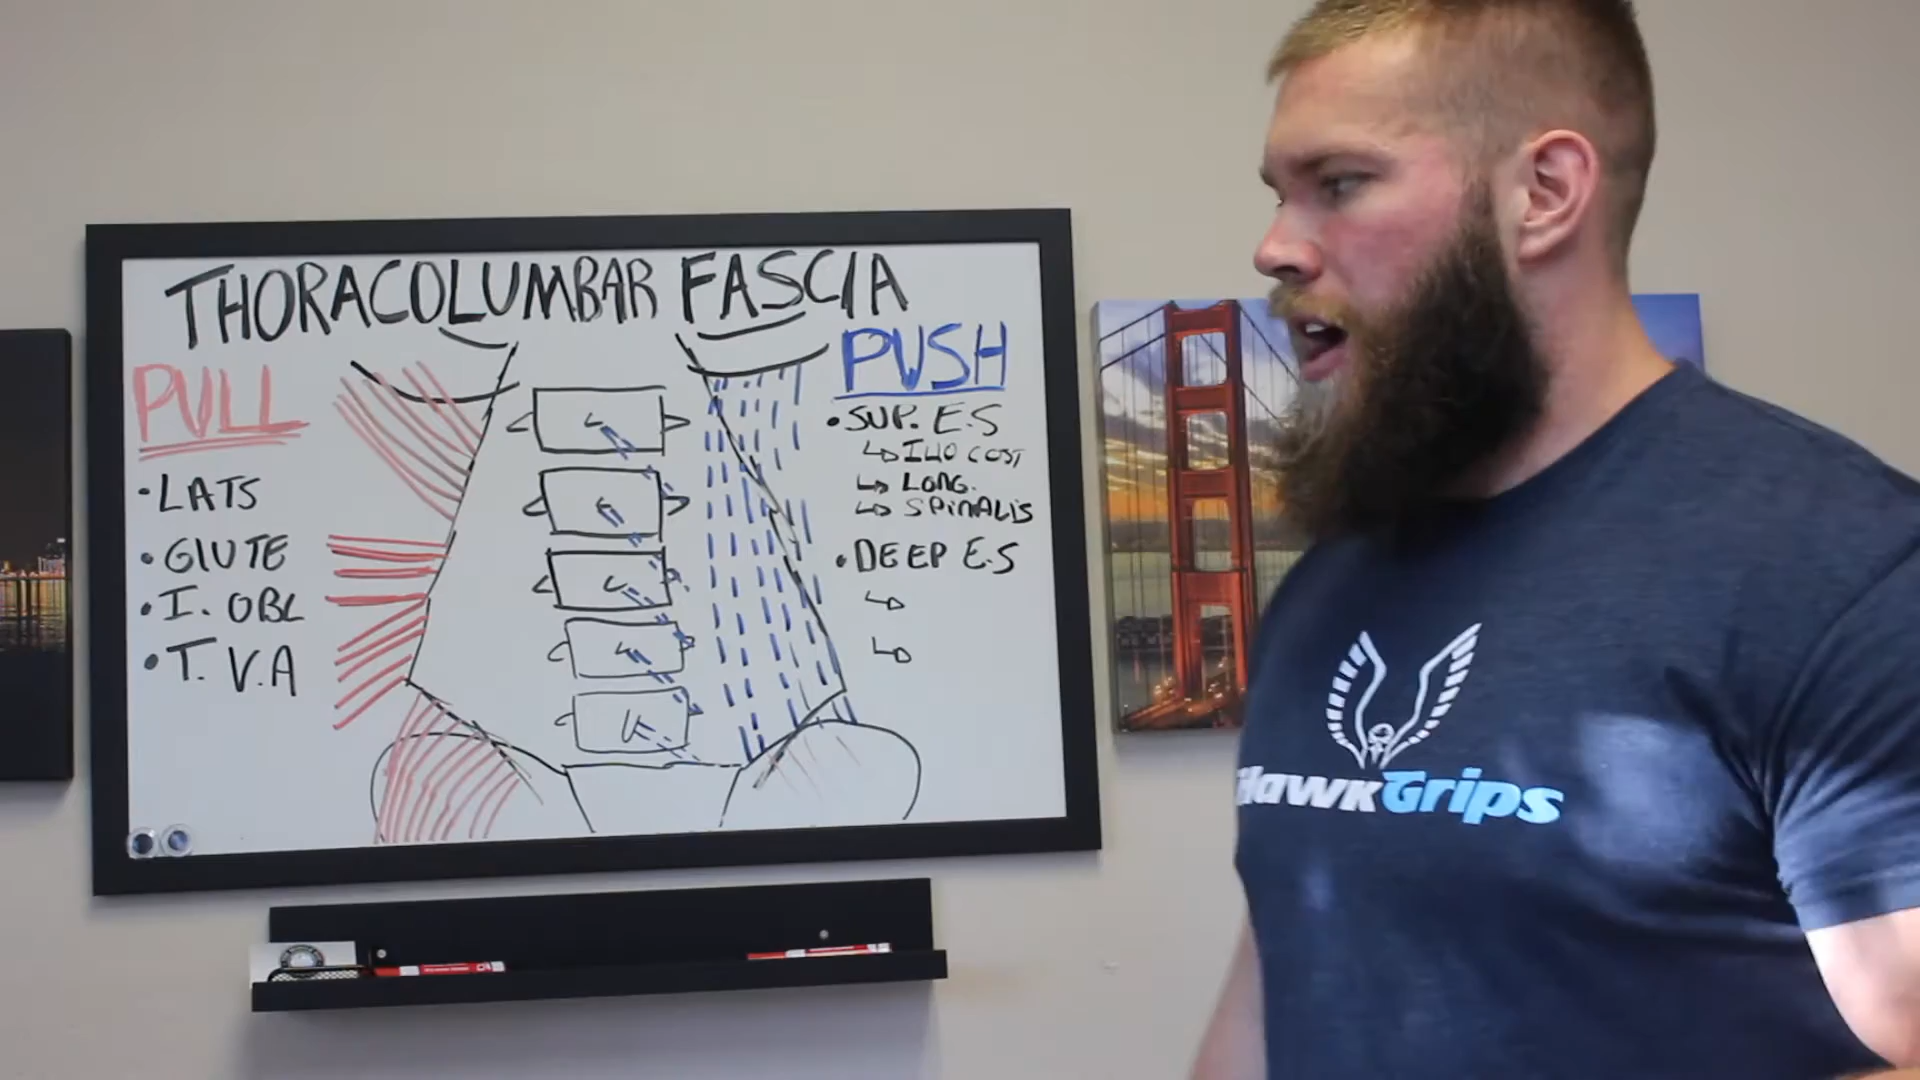 THORACOLUMBAR FASCIA
PULL
• LATS
• GLUTE
• I. OBL
• T.V.A
PUSH
• SUP. E.S
↳ ILIO COST
↳ LONG.
↳ SPINALIS
• DEEP E.S
↳
↳
HawkGrips